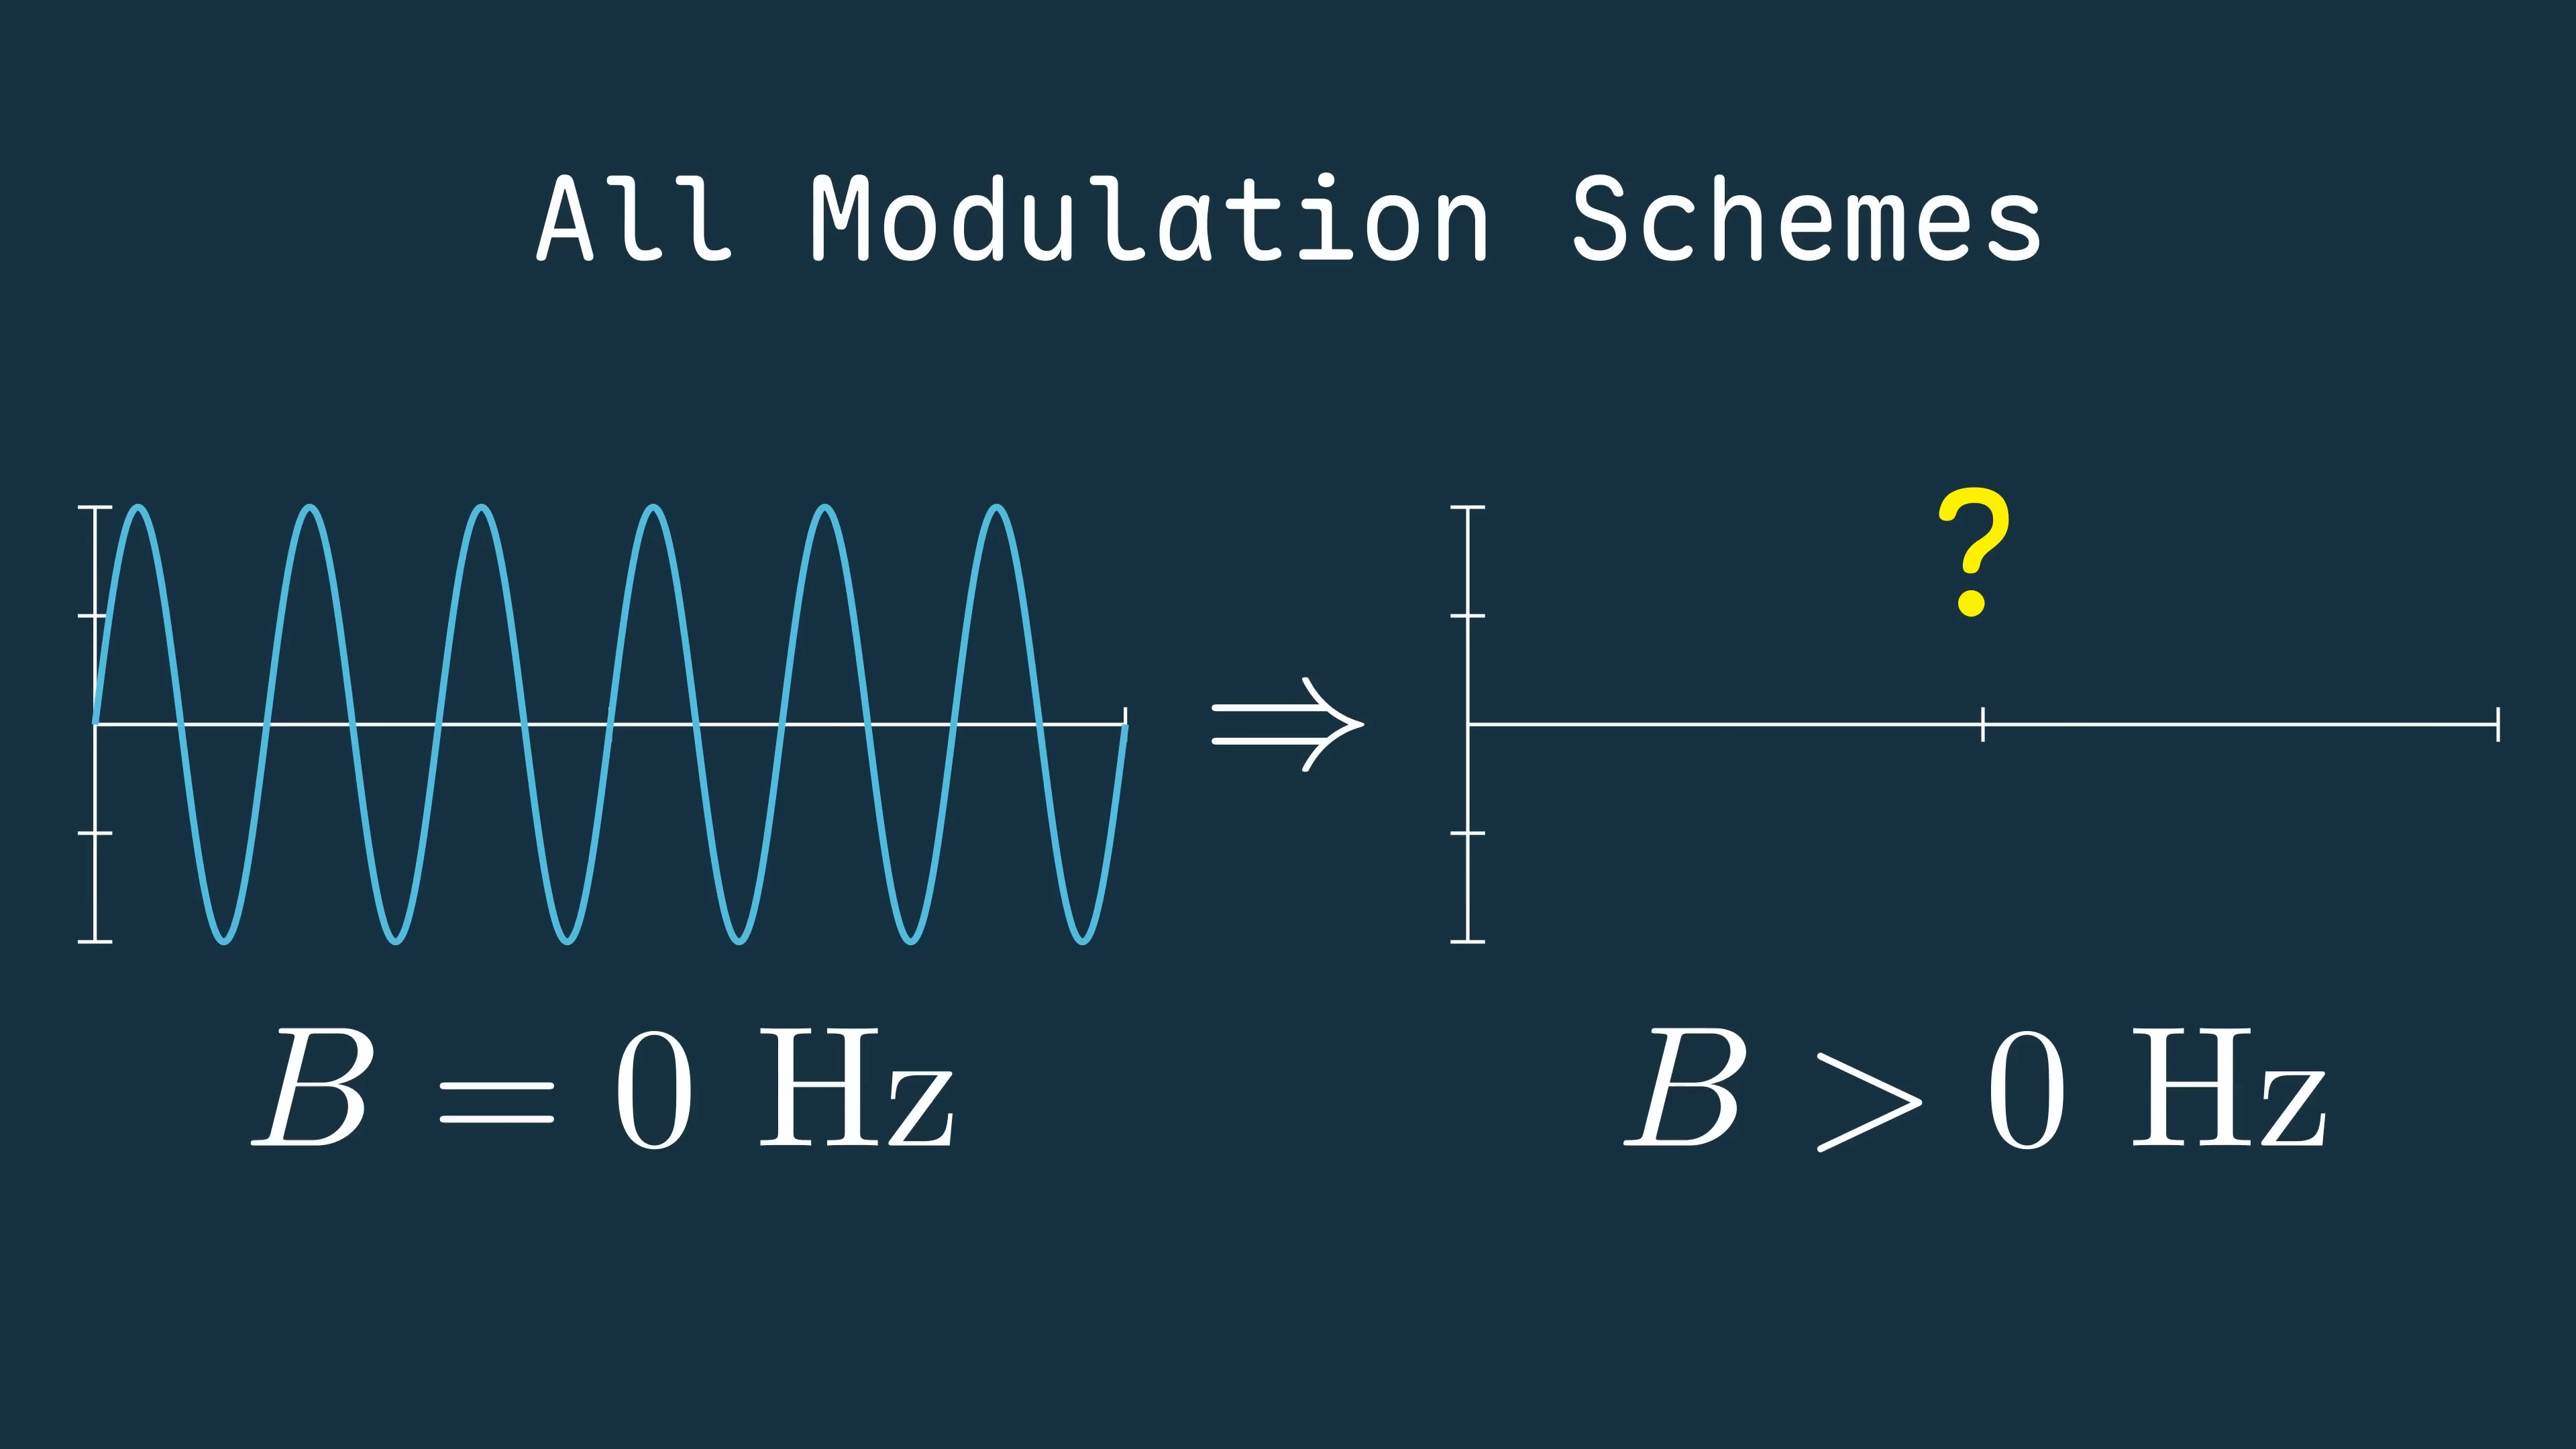 All Modulation Schemes
?
⇒
B = 0 Hz
B > 0 Hz